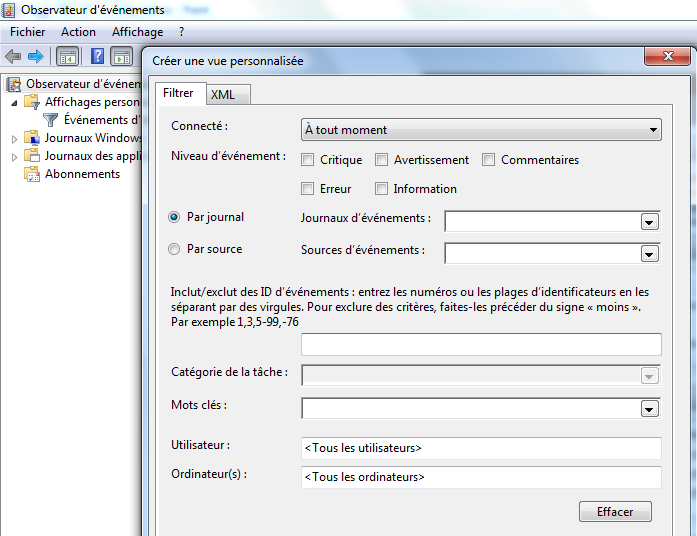 Observateur d'événements
Fichier Action Affichage ?
Créer une vue personnalisée
Observateur d'événem
Affichages person
Événements d'
Journaux Windows
Journaux des appli
Abonnements
Filtrer XML
Connecté : À tout moment
Niveau d'événement : Critique Avertissement Commentaires
Erreur Information
Par journal Journaux d'événements :
Par source Sources d'événements :
Inclut/exclut des ID d'événements : entrez les numéros ou les plages d'identificateurs en les
séparant par des virgules. Pour exclure des critères, faites-les précéder du signe « moins ».
Par exemple 1,3,5-99,-76
Catégorie de la tâche :
Mots clés :
Utilisateur : <Tous les utilisateurs>
Ordinateur(s) : <Tous les ordinateurs>
Effacer